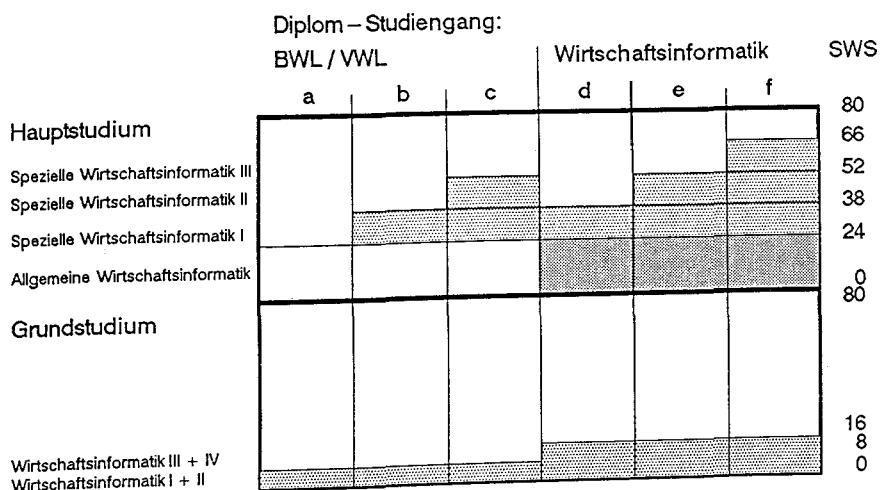 Diplom – Studiengang:
BWL / VWL Wirtschaftsinformatik SWS
a b c d e f
80
Hauptstudium
66
Spezielle Wirtschaftsinformatik III
52
Spezielle Wirtschaftsinformatik II
38
Spezielle Wirtschaftsinformatik I
24
Allgemeine Wirtschaftsinformatik
0
80
Grundstudium
16
8
Wirtschaftsinformatik III + IV
0
Wirtschaftsinformatik I + II